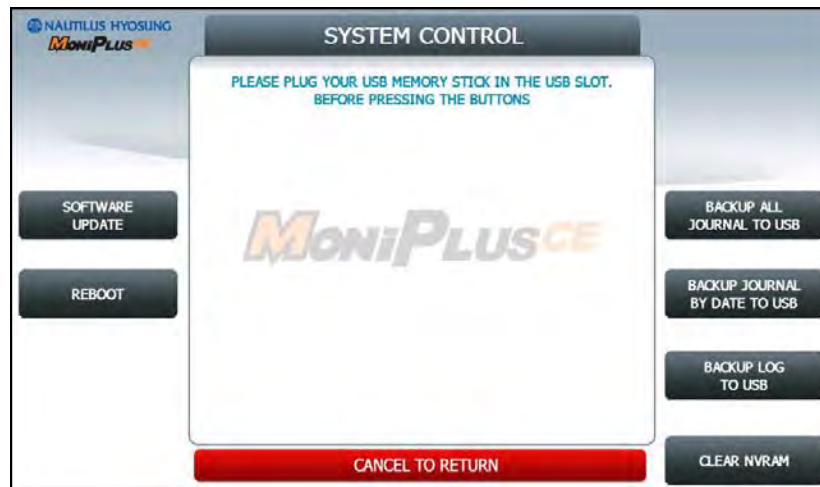 NAUTILUS HYOSUNG
MoniPlus CE
SYSTEM CONTROL
PLEASE PLUG YOUR USB MEMORY STICK IN THE USB SLOT.
BEFORE PRESSING THE BUTTONS
MoniPlus CE
SOFTWARE
UPDATE
REBOOT
BACKUP ALL
JOURNAL TO USB
BACKUP JOURNAL
BY DATE TO USB
BACKUP LOG
TO USB
CLEAR NVRAM
CANCEL TO RETURN